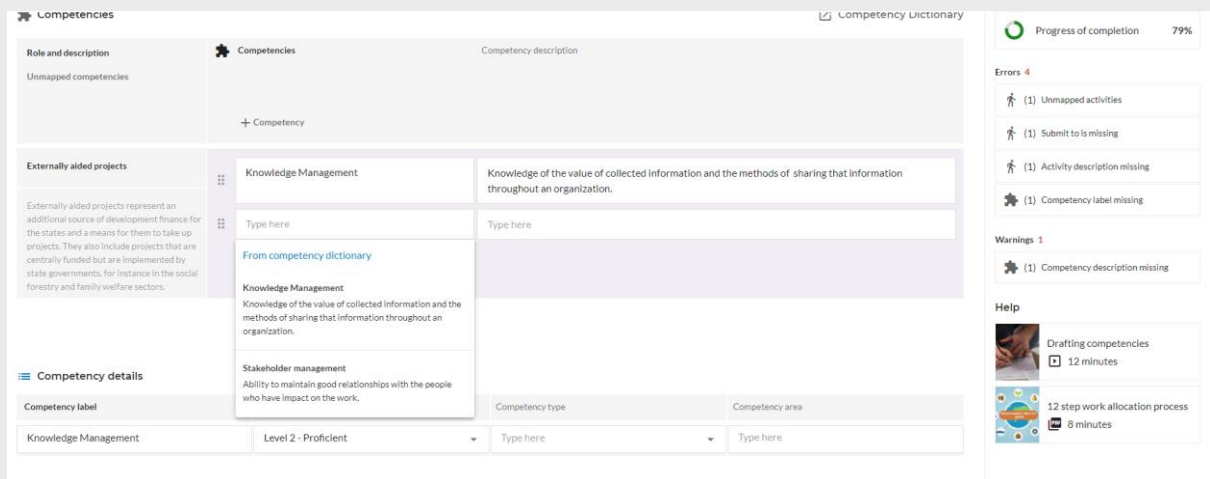 Competencies
Competency Dictionary
Role and description
Competencies
Competency description
Unmapped competencies
+ Competency
Externally aided projects
Knowledge Management
Knowledge of the value of collected information and the methods of sharing that information
throughout an organization.
Externally aided projects represent an
additional source of development finance for
the states and a means for them to take up
projects. They also include projects that are
centrally funded but are implemented by
state governments, for instance in the social
forestry and family welfare sectors.
Type here
Type here
From competency dictionary
Knowledge Management
Knowledge of the value of collected information and the
methods of sharing that information throughout an
organization.
Stakeholder management
Ability to maintain good relationships with the people
who have impact on the work.
Competency details
Competency label
Competency type
Competency area
Knowledge Management
Level 2 - Proficient
Type here
Type here
Progress of completion 79%
Errors 4
(1) Unmapped activities
(1) Submit to is missing
(1) Activity description missing
(1) Competency label missing
Warnings 1
(1) Competency description missing
Help
Drafting competencies
12 minutes
12 step work allocation process
PDF
8 minutes